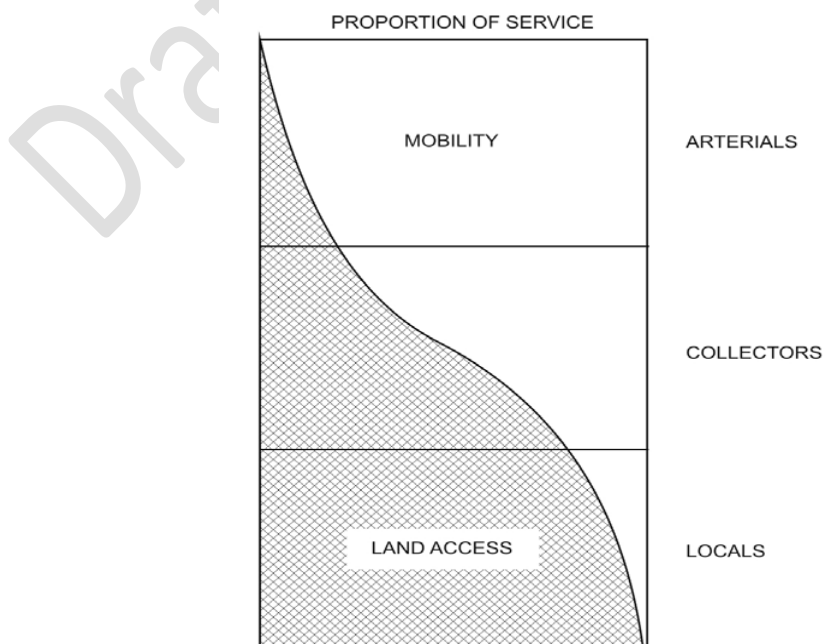 PROPORTION OF SERVICE
MOBILITY
ARTERIALS
COLLECTORS
LAND ACCESS
LOCALS